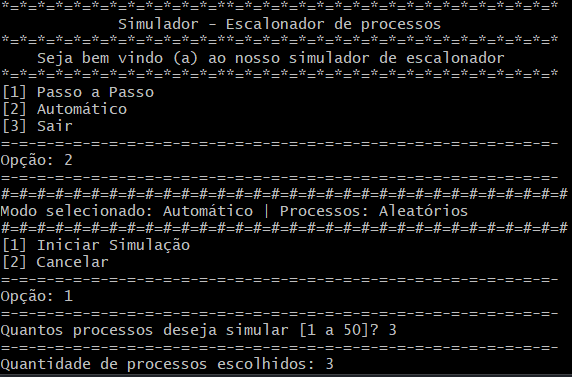 *=*=*=*=*=*=*=*=*=*=*=*=*=*=*=*=*=*=*=*=*=*=*=*=*=*=*=*=*=*=*
Simulador - Escalonador de processos
*=*=*=*=*=*=*=*=*=*=*=*=*=*=*=*=*=*=*=*=*=*=*=*=*=*=*=*=*=*=*
Seja bem vindo (a) ao nosso simulador de escalonador
*=*=*=*=*=*=*=*=*=*=*=*=*=*=*=*=*=*=*=*=*=*=*=*=*=*=*=*=*=*=*
[1] Passo a Passo
[2] Automático
[3] Sair
=-=-=-=-=-=-=-=-=-=-=-=-=-=-=-=-=-=-=-=-=-=-=-=-=-=-=-=-=-=-
Opção: 2
=-=-=-=-=-=-=-=-=-=-=-=-=-=-=-=-=-=-=-=-=-=-=-=-=-=-=-=-=-=-
#=#=#=#=#=#=#=#=#=#=#=#=#=#=#=#=#=#=#=#=#=#=#=#=#=#=#=#=#=#=#=#
Modo selecionado: Automático | Processos: Aleatórios
#=#=#=#=#=#=#=#=#=#=#=#=#=#=#=#=#=#=#=#=#=#=#=#=#=#=#=#=#=#=#=#
[1] Iniciar Simulação
[2] Cancelar
=-=-=-=-=-=-=-=-=-=-=-=-=-=-=-=-=-=-=-=-=-=-=-=-=-=-=-=-=-=-
Opção: 1
=-=-=-=-=-=-=-=-=-=-=-=-=-=-=-=-=-=-=-=-=-=-=-=-=-=-=-=-=-=-
Quantos processos deseja simular [1 a 50]? 3
=-=-=-=-=-=-=-=-=-=-=-=-=-=-=-=-=-=-=-=-=-=-=-=-=-=-=-=-=-=-
Quantidade de processos escolhidos: 3